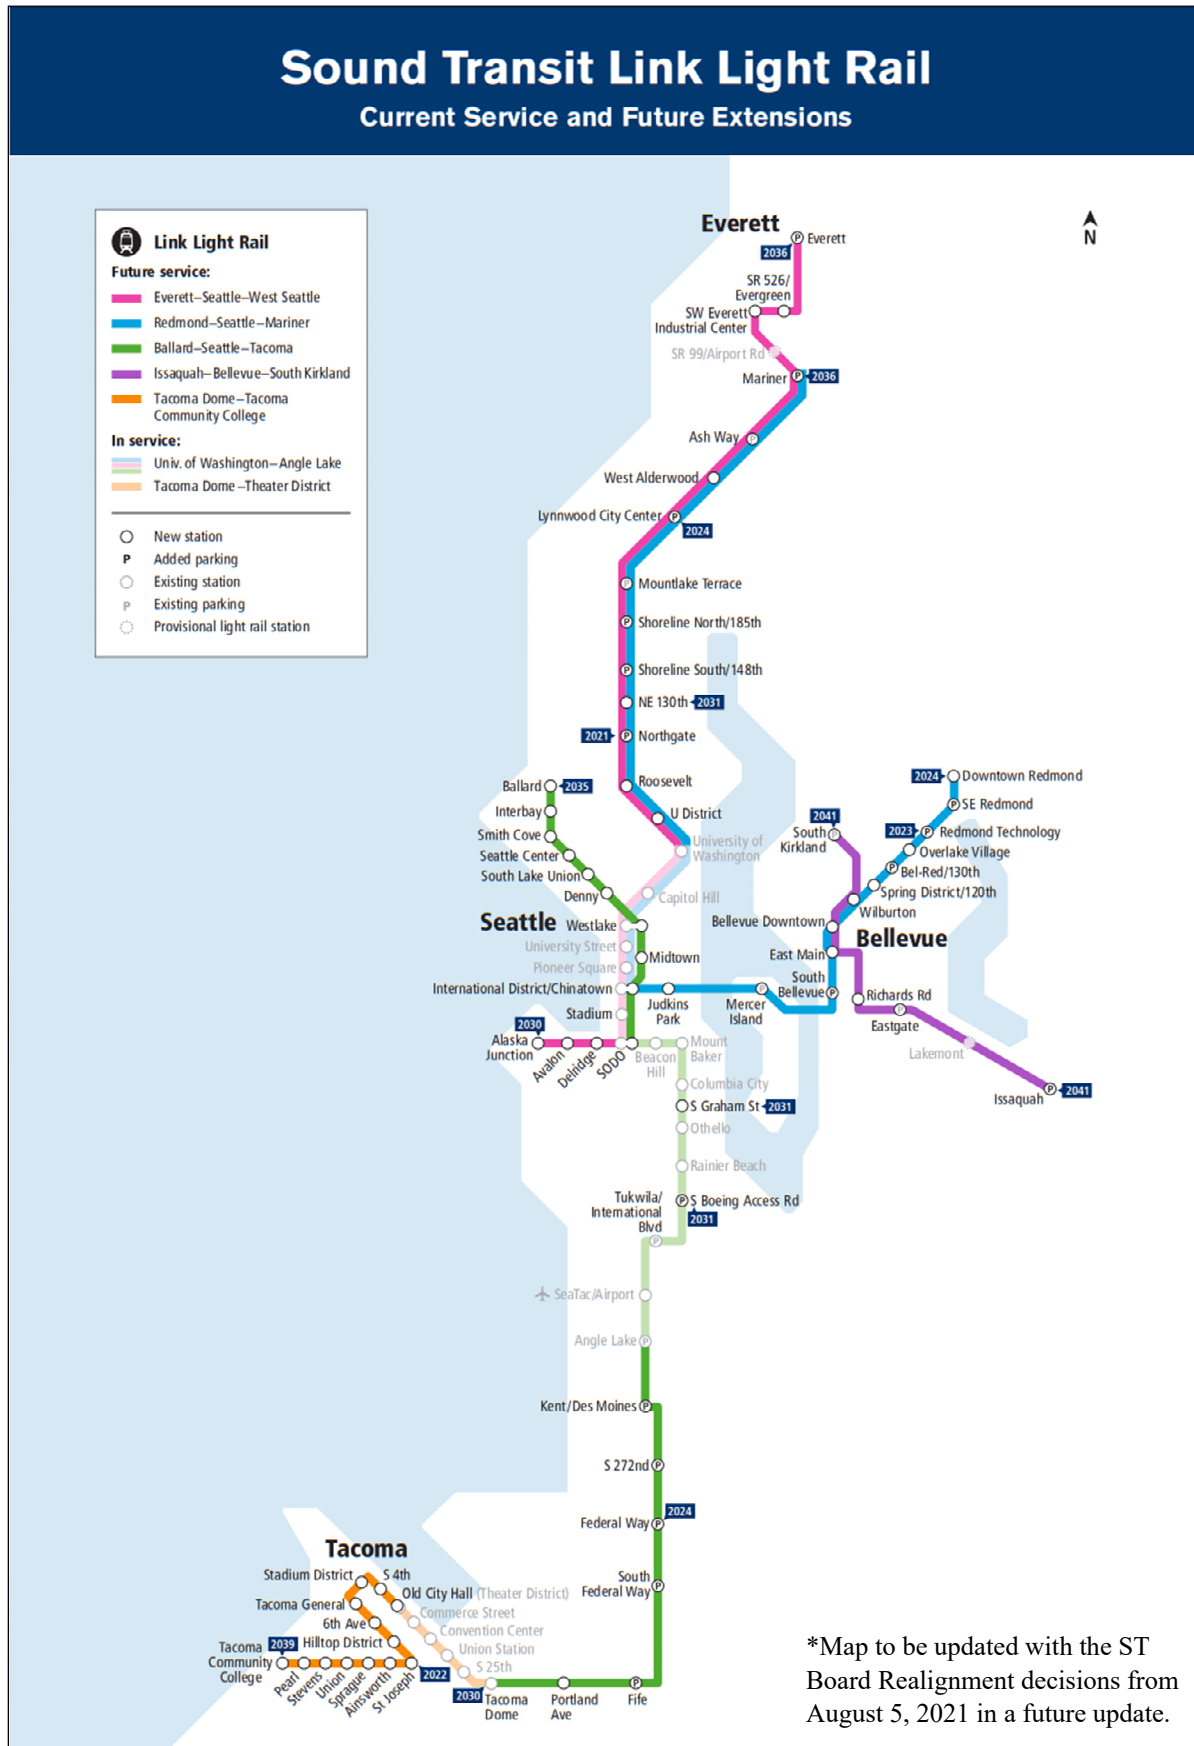 Sound Transit Link Light Rail
Current Service and Future Extensions
Link Light Rail
Future service:
Everett–Seattle–West Seattle
Redmond–Seattle–Mariner
Ballard–Seattle–Tacoma
Issaquah–Bellevue–South Kirkland
Tacoma Dome–Tacoma
Community College
In service:
Univ. of Washington–Angle Lake
Tacoma Dome–Theater District
New station
P Added parking
Existing station
P Existing parking
Provisional light rail station
N
Everett
P Everett
2036
SR 526/
Evergreen
SW Everett
Industrial Center
SR 99/Airport Rd
Mariner P 2036
Ash Way P
West Alderwood
Lynnwood City Center P
2024
P Mountlake Terrace
P Shoreline North/185th
P Shoreline South/148th
NE 130th 2031
2021 P Northgate
Roosevelt
U District
University of
Washington
Capitol Hill
Ballard 2035
Interbay
Smith Cove
Seattle Center
South Lake Union
Denny
Seattle
Westlake
University Street
Midtown
Pioneer Square
International District/Chinatown
Stadium
Judkins
Park
P
Mercer
Island
2024 Downtown Redmond
P SE Redmond
2023 P Redmond Technology
Overlake Village
P Bel-Red/130th
Spring District/120th
Wilburton
2041
South
Kirkland
P
Bellevue Downtown
Bellevue
East Main
South
Bellevue P
Richards Rd
P
Eastgate
Lakemont
P 2041
Issaquah
2030
Alaska
Junction
Avalon
Delridge
SODO
Beacon
Hill
Mount
Baker
Columbia City
S Graham St 2031
Othello
Rainier Beach
P S Boeing Access Rd
2031
Tukwila/
International
Blvd
P
SeaTac/Airport
Angle Lake P
Kent/Des Moines P
S 272nd P
2024
Federal Way P
South
Federal Way P
Tacoma
Stadium District
S 4th
Old City Hall (Theater District)
Tacoma General
Commerce Street
6th Ave
Convention Center
Hilltop District
Union Station
S 25th
2039
Tacoma
Community
College
Pearl
Stevens
Union
Sprague
Ainsworth
St Joseph
2022
2030
Tacoma
Dome
Portland
Ave
P
Fife
*Map to be updated with the ST
Board Realignment decisions from
August 5, 2021 in a future update.